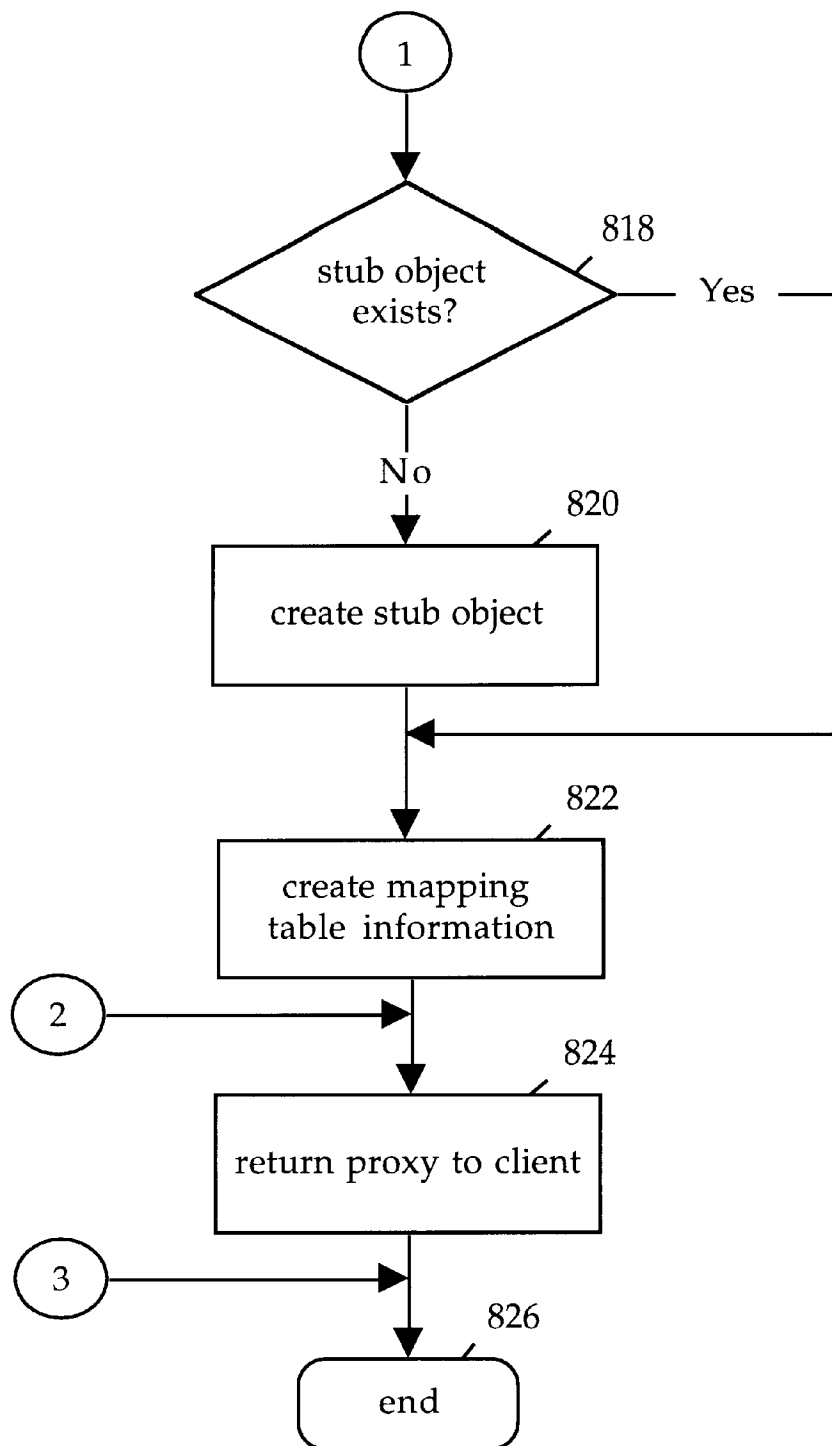 1
818
stub object
exists?
Yes
No
820
create stub object
822
create mapping
table information
2
824
return proxy to client
3
826
end